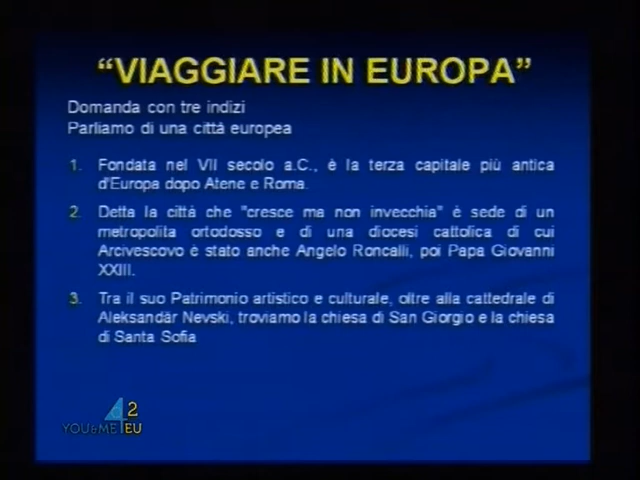 “VIAGGIARE IN EUROPA”
Domanda con tre indizi
Parliamo di una città europea
1. Fondata nel VII secolo a.C., è la terza capitale più antica
d'Europa dopo Atene e Roma.
2. Detta la città che "cresce ma non invecchia" è sede di un
metropolita ortodosso e di una diocesi cattolica di cui
Arcivescovo è stato anche Angelo Roncalli, poi Papa Giovanni
XXIII.
3. Tra il suo Patrimonio artistico e culturale, oltre alla cattedrale di
Aleksandàr Nevski, troviamo la chiesa di San Giorgio e la chiesa
di Santa Sofia
42
YOU&ME EU